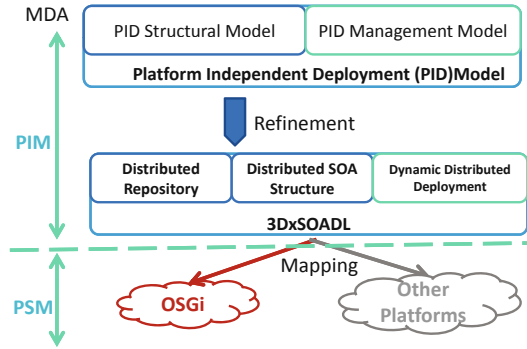 MDA
PID Structural Model
PID Management Model
Platform Independent Deployment (PID)Model
Refinement
PIM
Distributed
Repository
Distributed SOA
Structure
Dynamic Distributed
Deployment
3DxSOADL
Mapping
PSM
OSGi
Other
Platforms